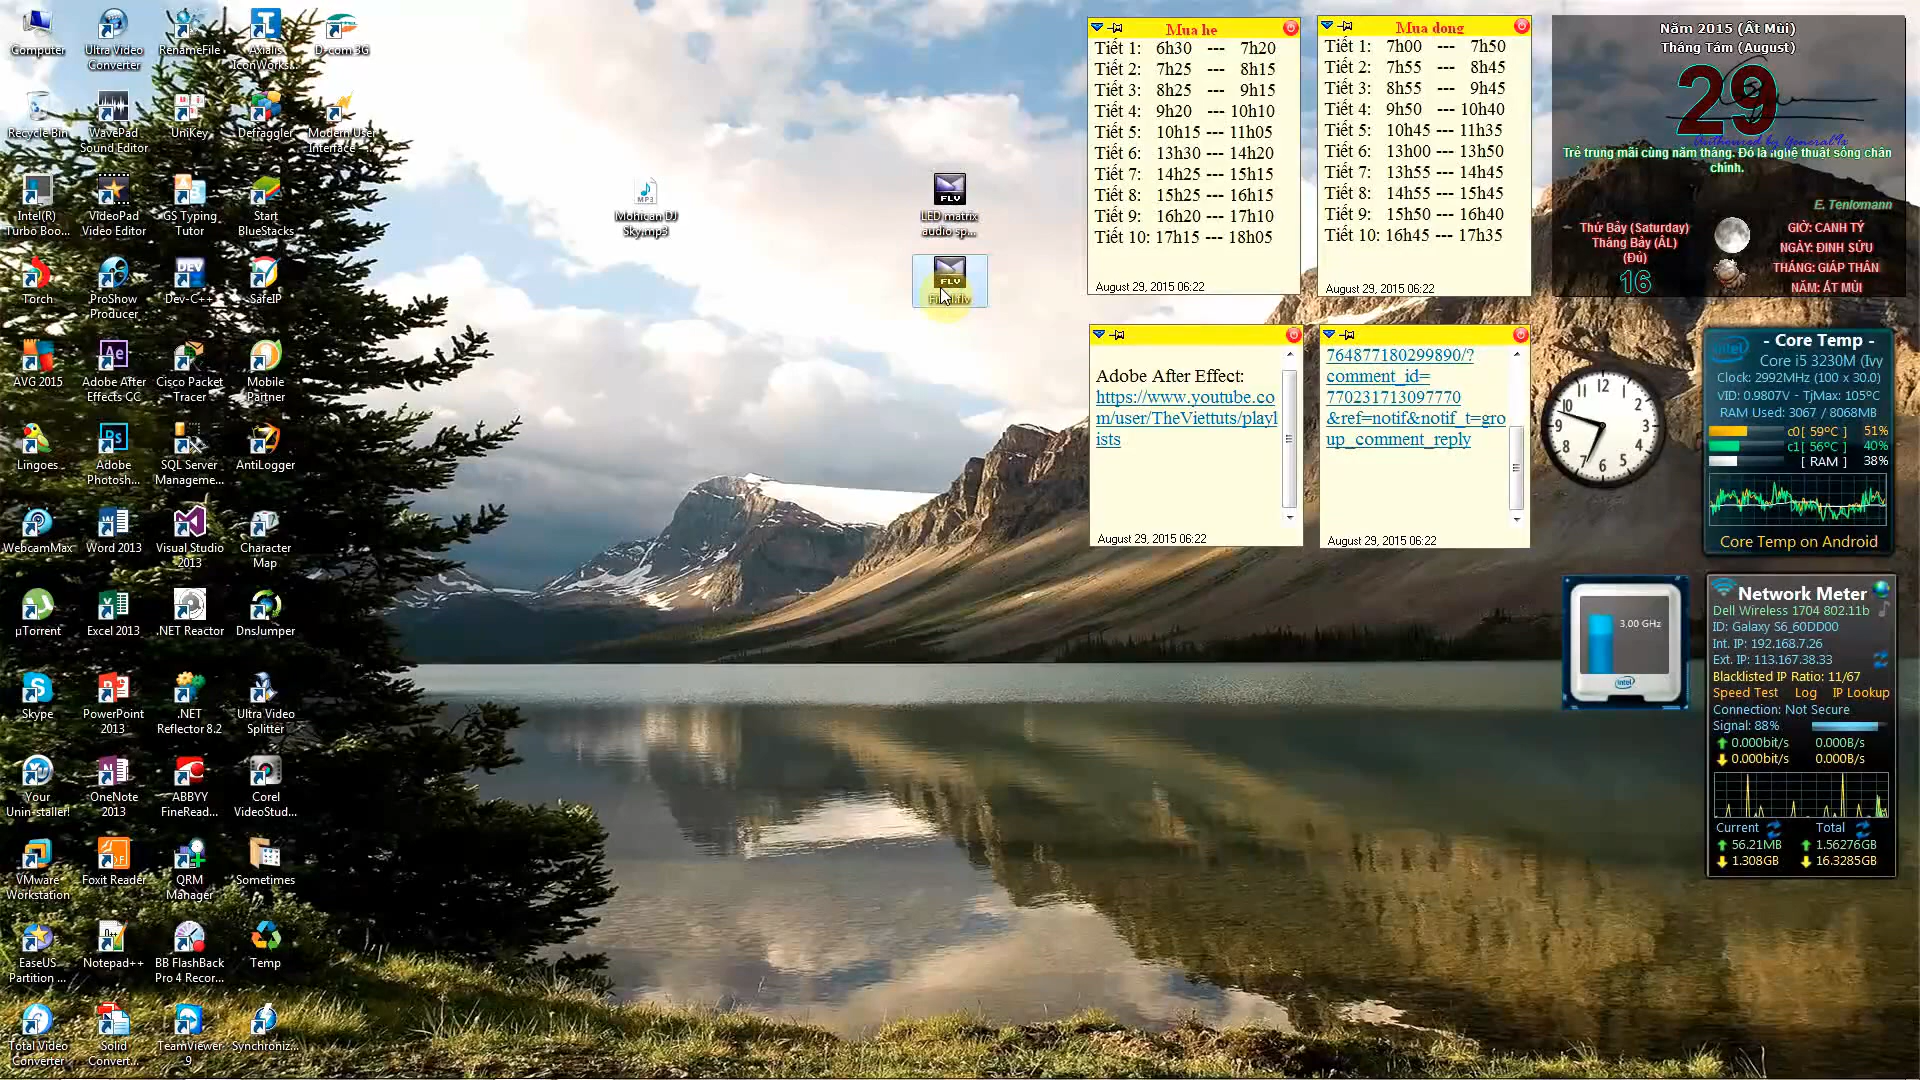 Computer
Ultra Video
Converter
RenameFile
Axialis
IconWorks...
D-com 3G
Recycle Bin
WavePad
Sound Editor
UniKey
Defraggler
Modern User
Interface - ...
Intel(R)
Turbo Boo...
VideoPad
Video Editor
GS Typing
Tutor
Start
BlueStacks
Torch
ProShow
Producer
Dev-C++
SafeIP
AVG 2015
Adobe After
Effects CC
Cisco Packet
Tracer
Mobile
Partner
Lingoes
Adobe
Photosh...
SQL Server
Manageme...
AntiLogger
WebcamMax
Word 2013
Visual Studio
2013
Character
Map
µTorrent
Excel 2013
.NET Reactor
DnsJumper
Skype
PowerPoint
2013
.NET
Reflector 8.2
Ultra Video
Splitter
Your
Unin-staller!
OneNote
2013
ABBYY
FineRead...
Corel
VideoStud...
VMware
Workstation
Foxit Reader
QRM
Manager
Sometimes
EaseUS
Partition ...
Notepad++
BB FlashBack
Pro 4 Recor...
Temp
Total Video
Converter
Solid
Convert...
TeamViewer
9
Synchroniz...
MP3
Mohican DJ
Sky.mp3
FLV
LED matrix
audio sp...
FLV
Mua he
Tiết 1: 6h30 --- 7h20
Tiết 2: 7h25 --- 8h15
Tiết 3: 8h25 --- 9h15
Tiết 4: 9h20 --- 10h10
Tiết 5: 10h15 --- 11h05
Tiết 6: 13h30 --- 14h20
Tiết 7: 14h25 --- 15h15
Tiết 8: 15h25 --- 16h15
Tiết 9: 16h20 --- 17h10
Tiết 10: 17h15 --- 18h05
August 29, 2015 06:22
Mua dong
Tiết 1: 7h00 --- 7h50
Tiết 2: 7h55 --- 8h45
Tiết 3: 8h55 --- 9h45
Tiết 4: 9h50 --- 10h40
Tiết 5: 10h45 --- 11h35
Tiết 6: 13h00 --- 13h50
Tiết 7: 13h55 --- 14h45
Tiết 8: 14h55 --- 15h45
Tiết 9: 15h50 --- 16h40
Tiết 10: 16h45 --- 17h35
August 29, 2015 06:22
Adobe After Effect:
https://www.youtube.co
m/user/TheViettuts/playl
ists
August 29, 2015 06:22
764877180299890/?
comment_id=
770231713097770
&ref=notif&notif_t=gro
up_comment_reply
August 29, 2015 06:22
Năm 2015 (Ất Mùi)
Tháng Tám (August)
29
Authoured by General9x
Trẻ trung mãi cùng năm tháng. Đó là nghệ thuật sống chân
chính.
E. Tenlomann
Thứ Bảy (Saturday)
Tháng Bảy (ÂL)
(Đủ)
16
GIỜ: CANH TÝ
NGÀY: ĐINH SỬU
THÁNG: GIÁP THÂN
NĂM: ẤT MÙI
12
1
2
3
4
5
6
7
8
9
10
11
intel
- Core Temp -
Core i5 3230M (Ivy
Clock: 2992MHz (100 x 30.0)
VID: 0.9807V - TjMax: 105ºC
RAM Used: 3067 / 8068MB
c0[ 59ºC ] 51%
c1[ 56ºC ] 40%
[ RAM ] 38%
Core Temp on Android
3.00 GHz
intel
Network Meter
Dell Wireless 1704 802.11b
ID: Galaxy S6_60DD00
Int. IP: 192.168.7.26
Ext. IP: 113.167.38.33
Blacklisted IP Ratio: 11/67
Speed Test Log IP Lookup
Connection: Not Secure
Signal: 88%
0.000bit/s 0.000B/s
0.000bit/s 0.000B/s
Current Total
56.21MB 1.56276GB
1.308GB 16.3285GB